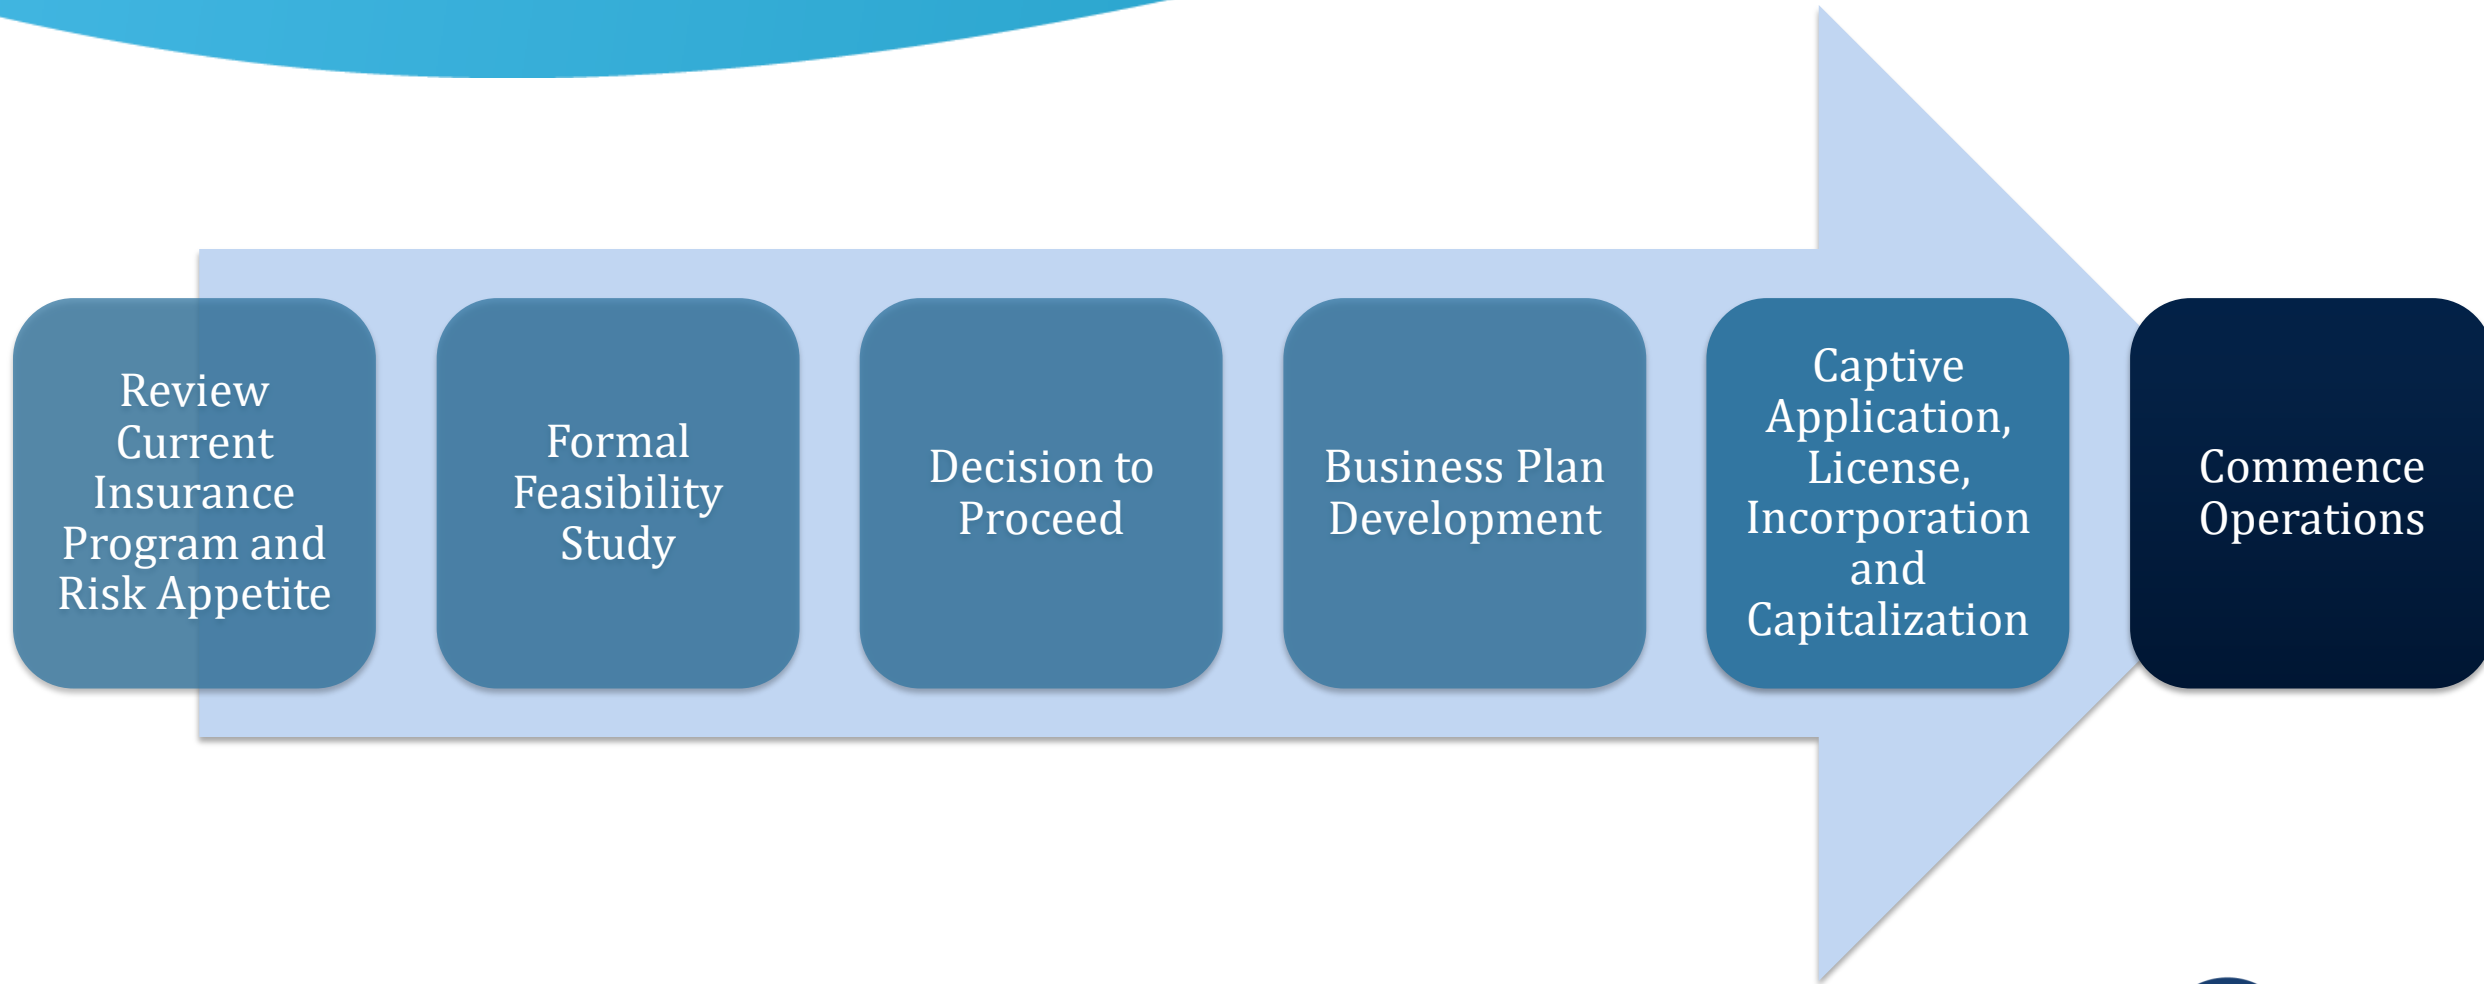 Review
Current
Insurance
Program and
Risk Appetite
Formal
Feasibility
Study
Decision to
Proceed
Business Plan
Development
Captive
Application,
License,
Incorporation
and
Capitalization
Commence
Operations